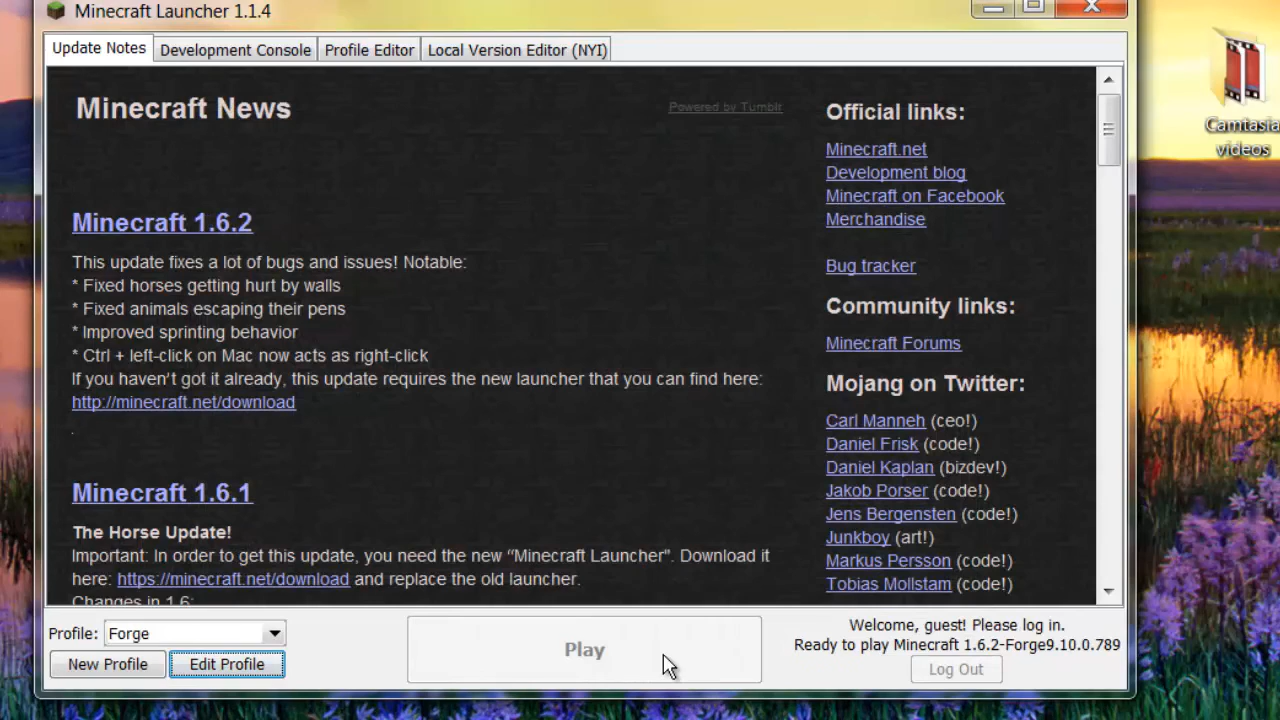 Minecraft Launcher 1.1.4
Update Notes
Development Console
Profile Editor
Local Version Editor (NYI)
Minecraft News
Powered by Tumblr
Minecraft 1.6.2
This update fixes a lot of bugs and issues! Notable:
* Fixed horses getting hurt by walls
* Fixed animals escaping their pens
* Improved sprinting behavior
* Ctrl + left-click on Mac now acts as right-click
If you haven't got it already, this update requires the new launcher that you can find here:
http://minecraft.net/download
.
Minecraft 1.6.1
The Horse Update!
Important: In order to get this update, you need the new “Minecraft Launcher". Download it
here: https://minecraft.net/download and replace the old launcher.
Changes in 1.6:
Official links:
Minecraft.net
Development blog
Minecraft on Facebook
Merchandise
Bug tracker
Community links:
Minecraft Forums
Mojang on Twitter:
Carl Manneh (ceo!)
Daniel Frisk (code!)
Daniel Kaplan (bizdev!)
Jakob Porser (code!)
Jens Bergensten (code!)
Junkboy (art!)
Markus Persson (code!)
Tobias Mollstam (code!)
Profile: Forge
New Profile
Edit Profile
Play
Welcome, guest! Please log in.
Ready to play Minecraft 1.6.2-Forge9.10.0.789
Log Out
Camtasia
videos